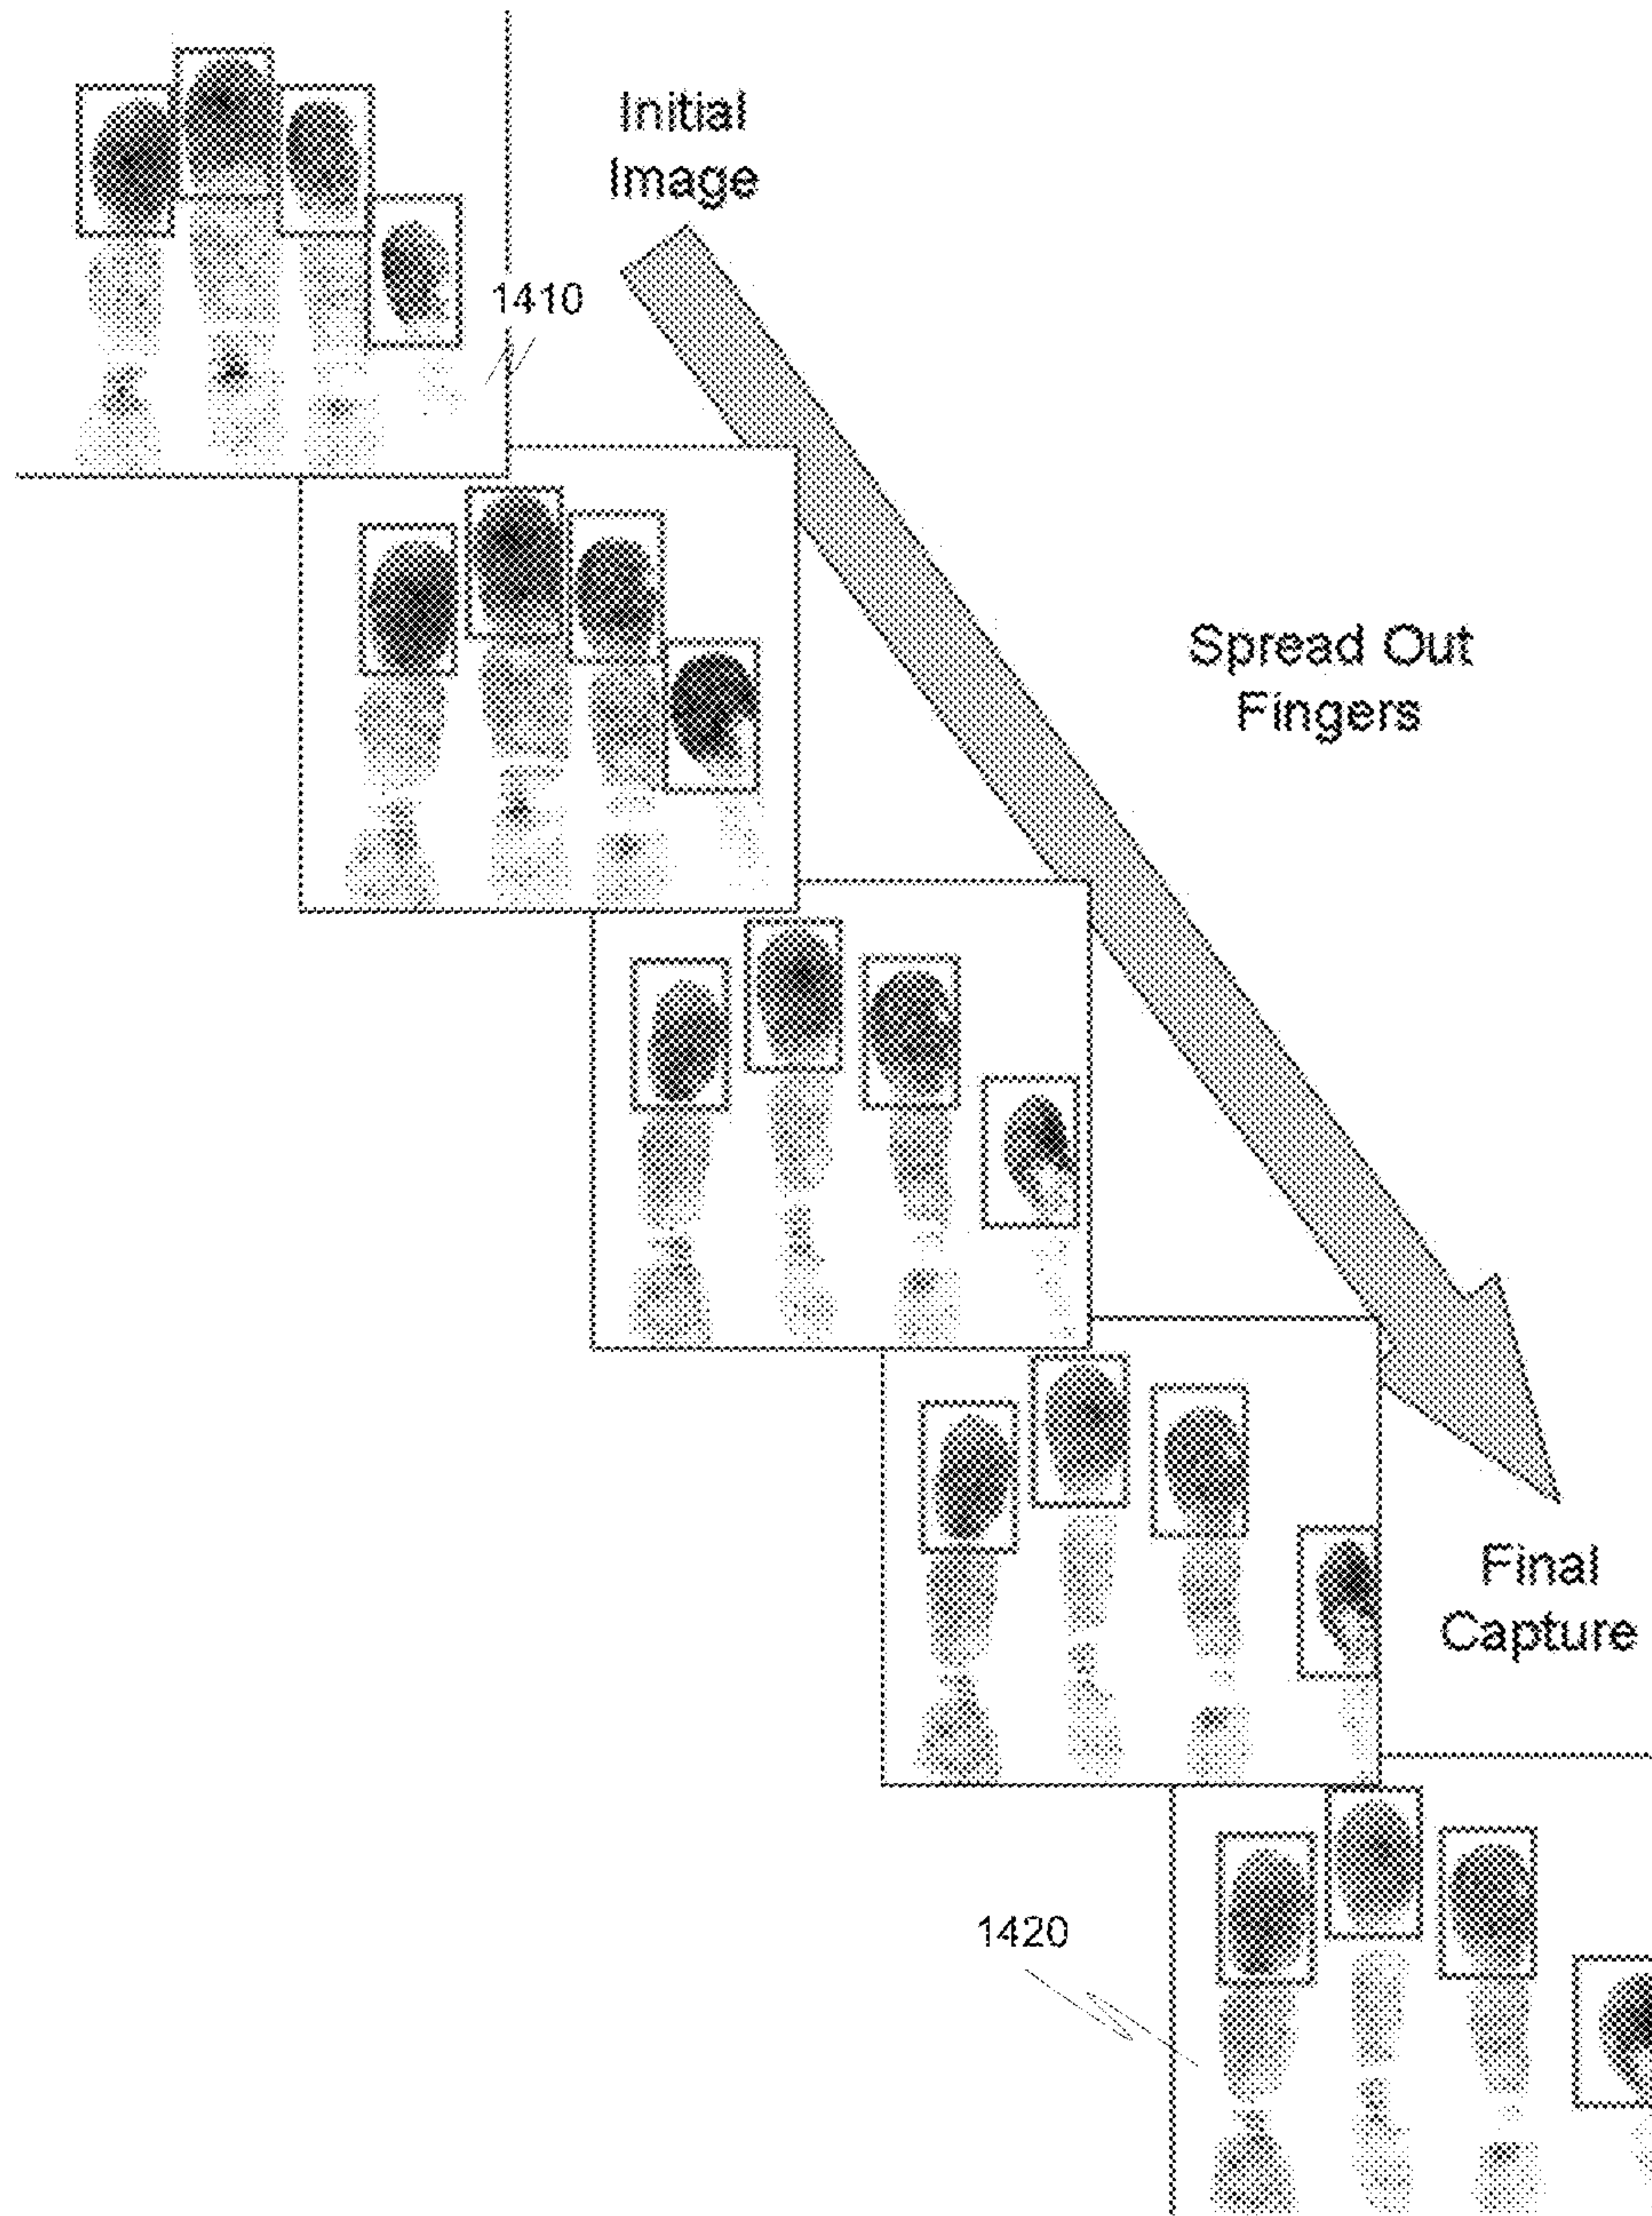 Initial
Image
1410
Spread Out
Fingers
Final
Capture
1420